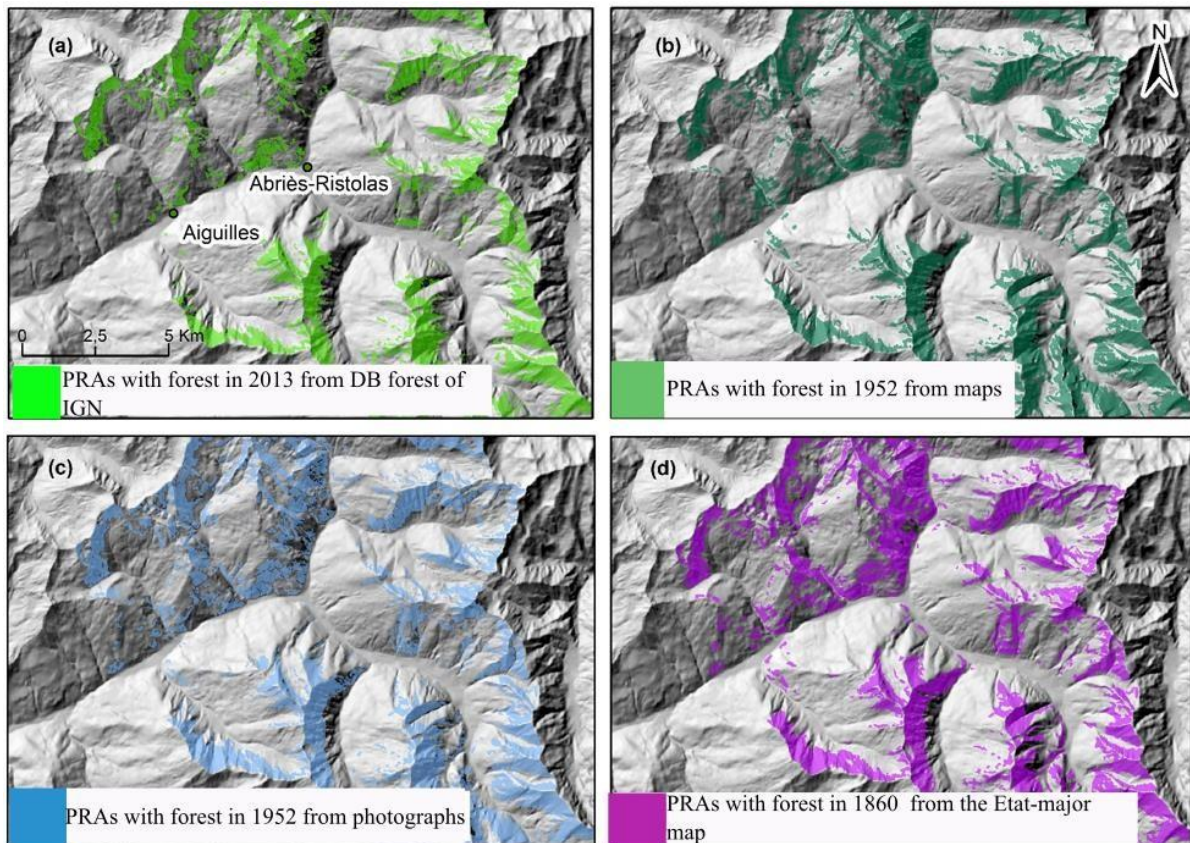 (a)
Abriès-Ristolas
Aiguilles
0 2,5 5 Km
PRAs with forest in 2013 from DB forest of
IGN
(b)
N
PRAs with forest in 1952 from maps
(c)
PRAs with forest in 1952 from photographs
(d)
PRAs with forest in 1860 from the Etat-major
map